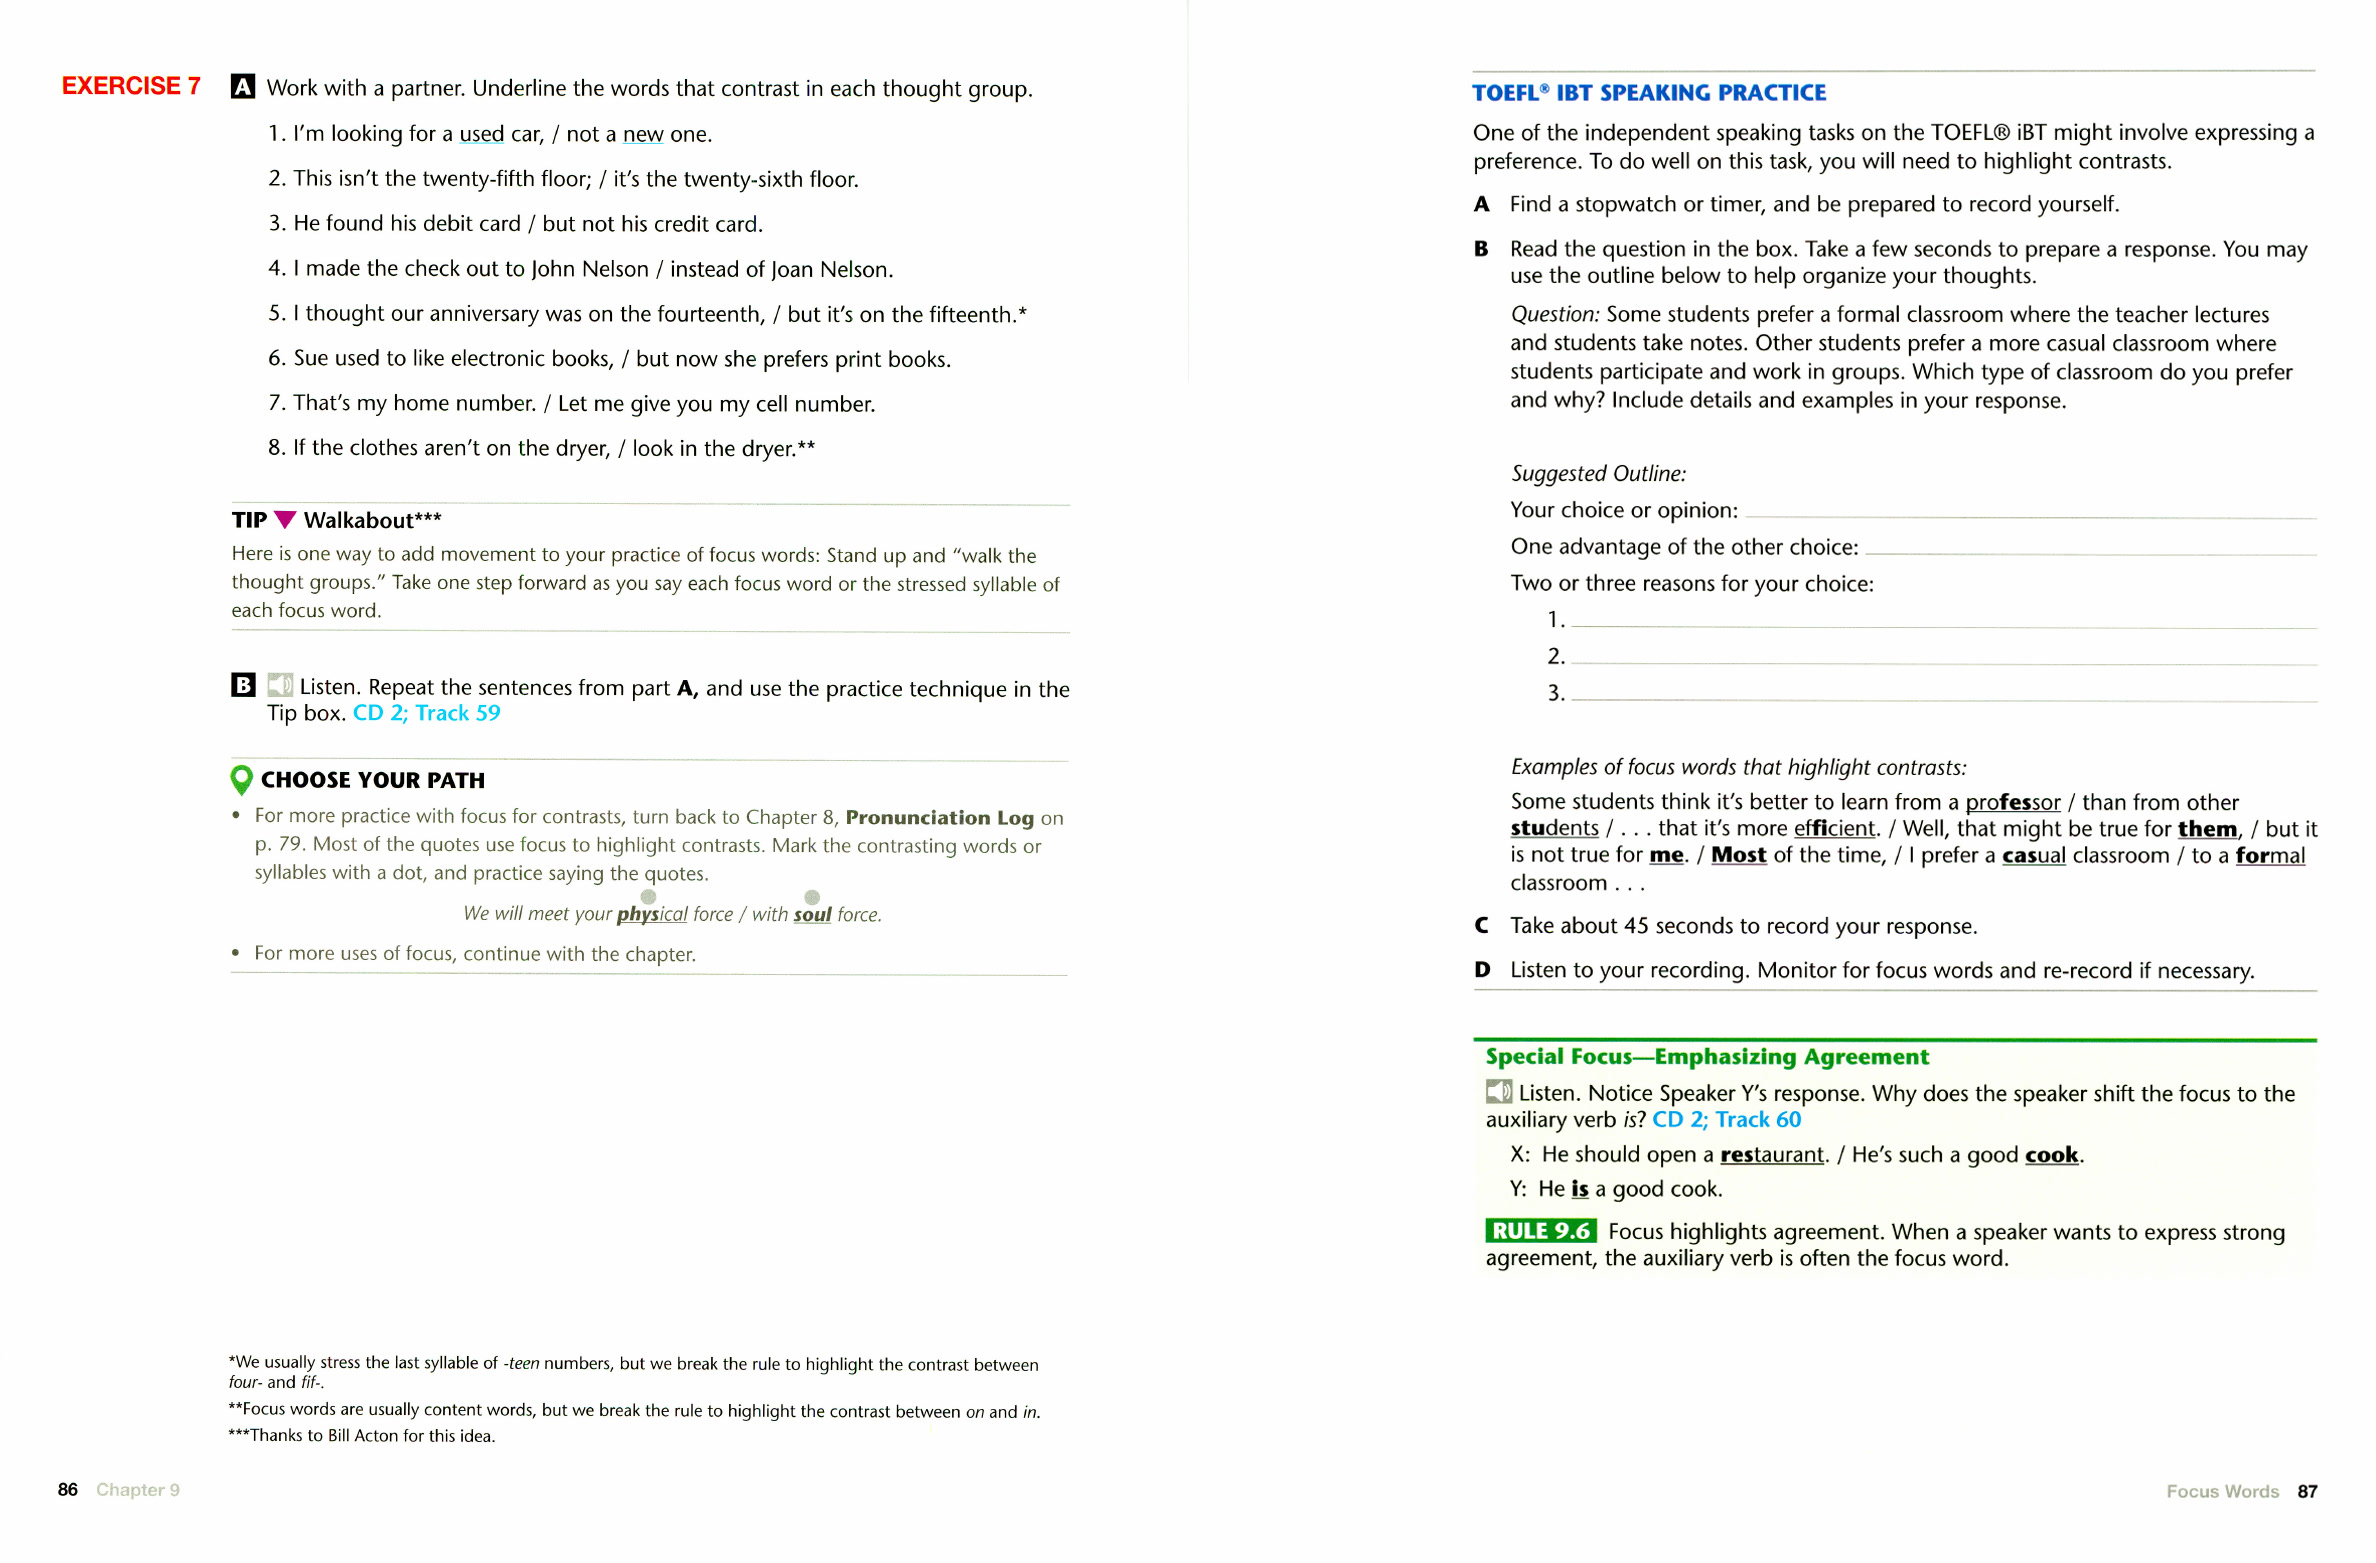 EXERCISE 7 A Work with a partner. Underline the words that contrast in each thought group.
1. I'm looking for a used car, / not a new one.
2. This isn't the twenty-fifth floor; / it's the twenty-sixth floor.
3. He found his debit card / but not his credit card.
4. I made the check out to John Nelson / instead of Joan Nelson.
5. I thought our anniversary was on the fourteenth, / but it's on the fifteenth.*
6. Sue used to like electronic books, / but now she prefers print books.
7. That's my home number. / Let me give you my cell number.
8. If the clothes aren't on the dryer, / look in the dryer.**
TIP ▼ Walkabout***
Here is one way to add movement to your practice of focus words: Stand up and "walk the
thought groups." Take one step forward as you say each focus word or the stressed syllable of
each focus word.
B Listen. Repeat the sentences from part A, and use the practice technique in the
Tip box. CD 2; Track 59
CHOOSE YOUR PATH
• For more practice with focus for contrasts, turn back to Chapter 8, Pronunciation Log on
p. 79. Most of the quotes use focus to highlight contrasts. Mark the contrasting words or
syllables with a dot, and practice saying the quotes.
We will meet your physical force / with soul force.
• For more uses of focus, continue with the chapter.
*We usually stress the last syllable of -teen numbers, but we break the rule to highlight the contrast between
four- and fif-.
**Focus words are usually content words, but we break the rule to highlight the contrast between on and in.
***Thanks to Bill Acton for this idea.
86 Chapter 9
TOEFL® IBT SPEAKING PRACTICE
One of the independent speaking tasks on the TOEFL® iBT might involve expressing a
preference. To do well on this task, you will need to highlight contrasts.
A Find a stopwatch or timer, and be prepared to record yourself.
B Read the question in the box. Take a few seconds to prepare a response. You may
use the outline below to help organize your thoughts.
Question: Some students prefer a formal classroom where the teacher lectures
and students take notes. Other students prefer a more casual classroom where
students participate and work in groups. Which type of classroom do you prefer
and why? Include details and examples in your response.
Suggested Outline:
Your choice or opinion:
One advantage of the other choice:
Two or three reasons for your choice:
1.
2.
3.
Examples of focus words that highlight contrasts:
Some students think it's better to learn from a professor / than from other
students / . . . that it's more efficient. / Well, that might be true for them, / but it
is not true for me. / Most of the time, / I prefer a casual classroom / to a formal
classroom . . .
C Take about 45 seconds to record your response.
D Listen to your recording. Monitor for focus words and re-record if necessary.
Special Focus—Emphasizing Agreement
Listen. Notice Speaker Y's response. Why does the speaker shift the focus to the
auxiliary verb is? CD 2; Track 60
X: He should open a restaurant. / He's such a good cook.
Y: He is a good cook.
RULE 9.6 Focus highlights agreement. When a speaker wants to express strong
agreement, the auxiliary verb is often the focus word.
Focus Words 87